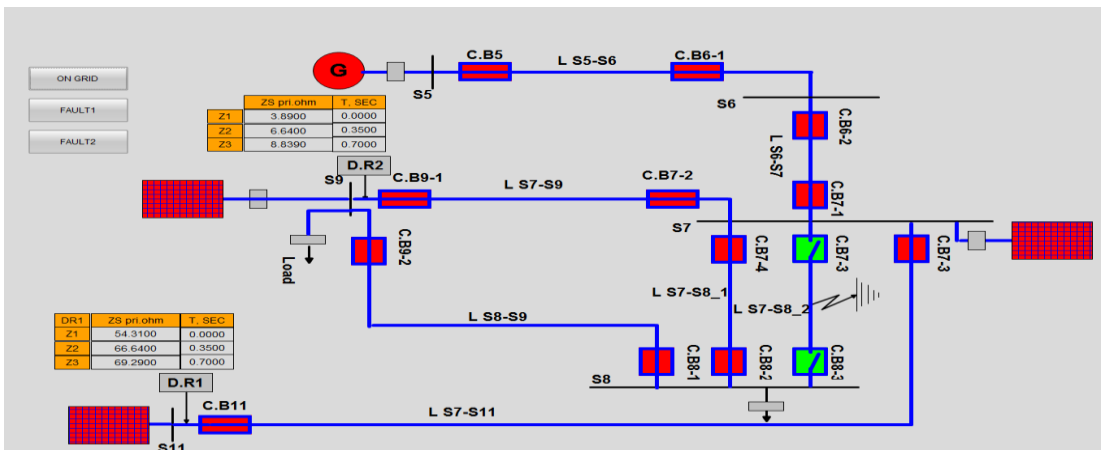 C.B5
L S5-S6
C.B6-1
ON GRID
G
S5
FAULT1
ZS pri.ohm T. SEC
Z1 3.8900 0.0000
Z2 6.6400 0.3500
Z3 8.8390 0.7000
S6
C.B6-2
FAULT2
L S6-S7
D.R2
S9
C.B9-1
L S7-S9
C.B7-2
C.B7-1
S7
C.B9-2
Load
C.B7-4
C.B7-3
C.B7-3
L S7-S8_1
L S7-S8_2
DR1 ZS pri.ohm T. SEC
Z1 54.3100 0.0000
Z2 66.6400 0.3500
Z3 69.2900 0.7000
L S8-S9
C.B8-1
C.B8-2
C.B8-3
S8
D.R1
C.B11
L S7-S11
S11